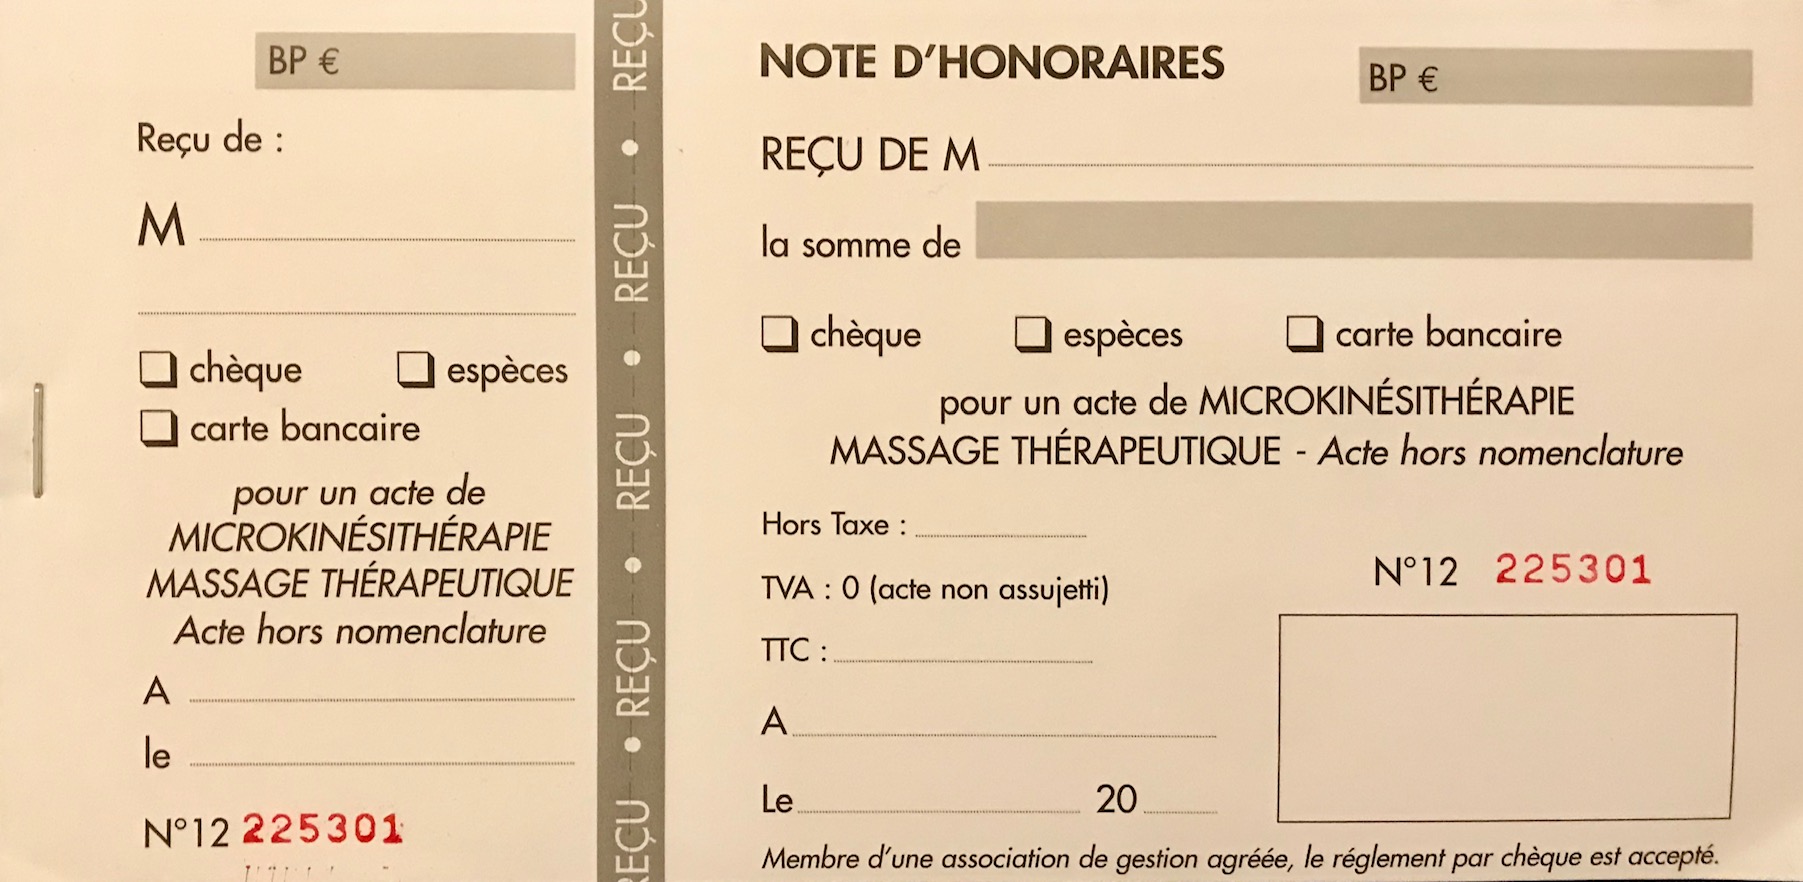 BP €
Reçu de :
M
chèque espèces
carte bancaire
pour un acte de
MICROKINÉSITHÉRAPIE
MASSAGE THÉRAPEUTIQUE
Acte hors nomenclature
A
le
N°12 225301
REÇU • REÇU • REÇU • REÇU • REÇU
NOTE D'HONORAIRES BP €
REÇU DE M
la somme de
chèque espèces carte bancaire
pour un acte de MICROKINÉSITHÉRAPIE
MASSAGE THÉRAPEUTIQUE - Acte hors nomenclature
Hors Taxe :
N°12 225301
TVA : 0 (acte non assujetti)
TTC :
A
Le 20
Membre d'une association de gestion agréée, le réglement par chèque est accepté.